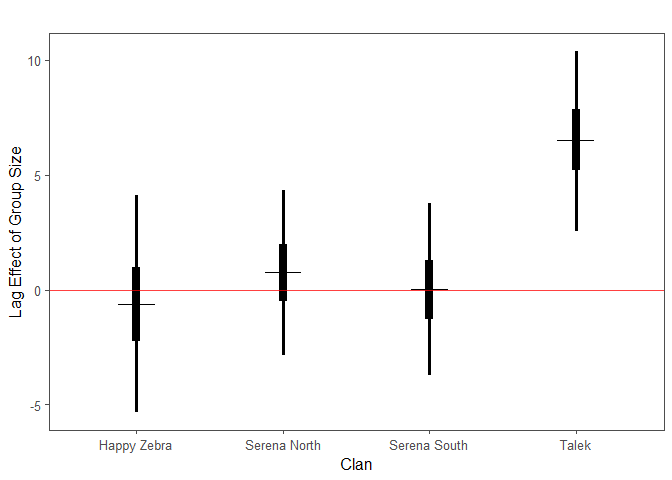 Lag Effect of Group Size
10
5
0
-5
Happy Zebra
Serena North
Serena South
Talek
Clan